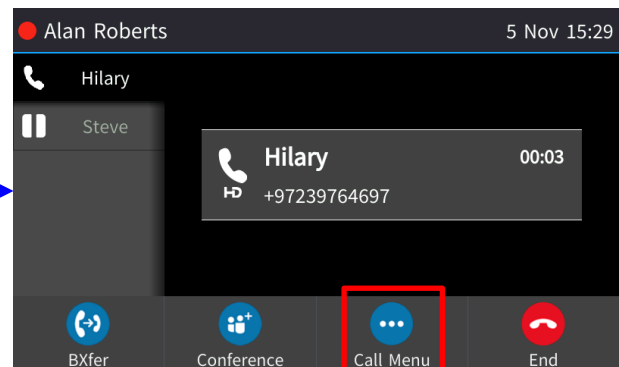 Alan Roberts 5 Nov 15:29
Hilary
Steve
Hilary 00:03
HD +97239764697
BXfer Conference Call Menu End